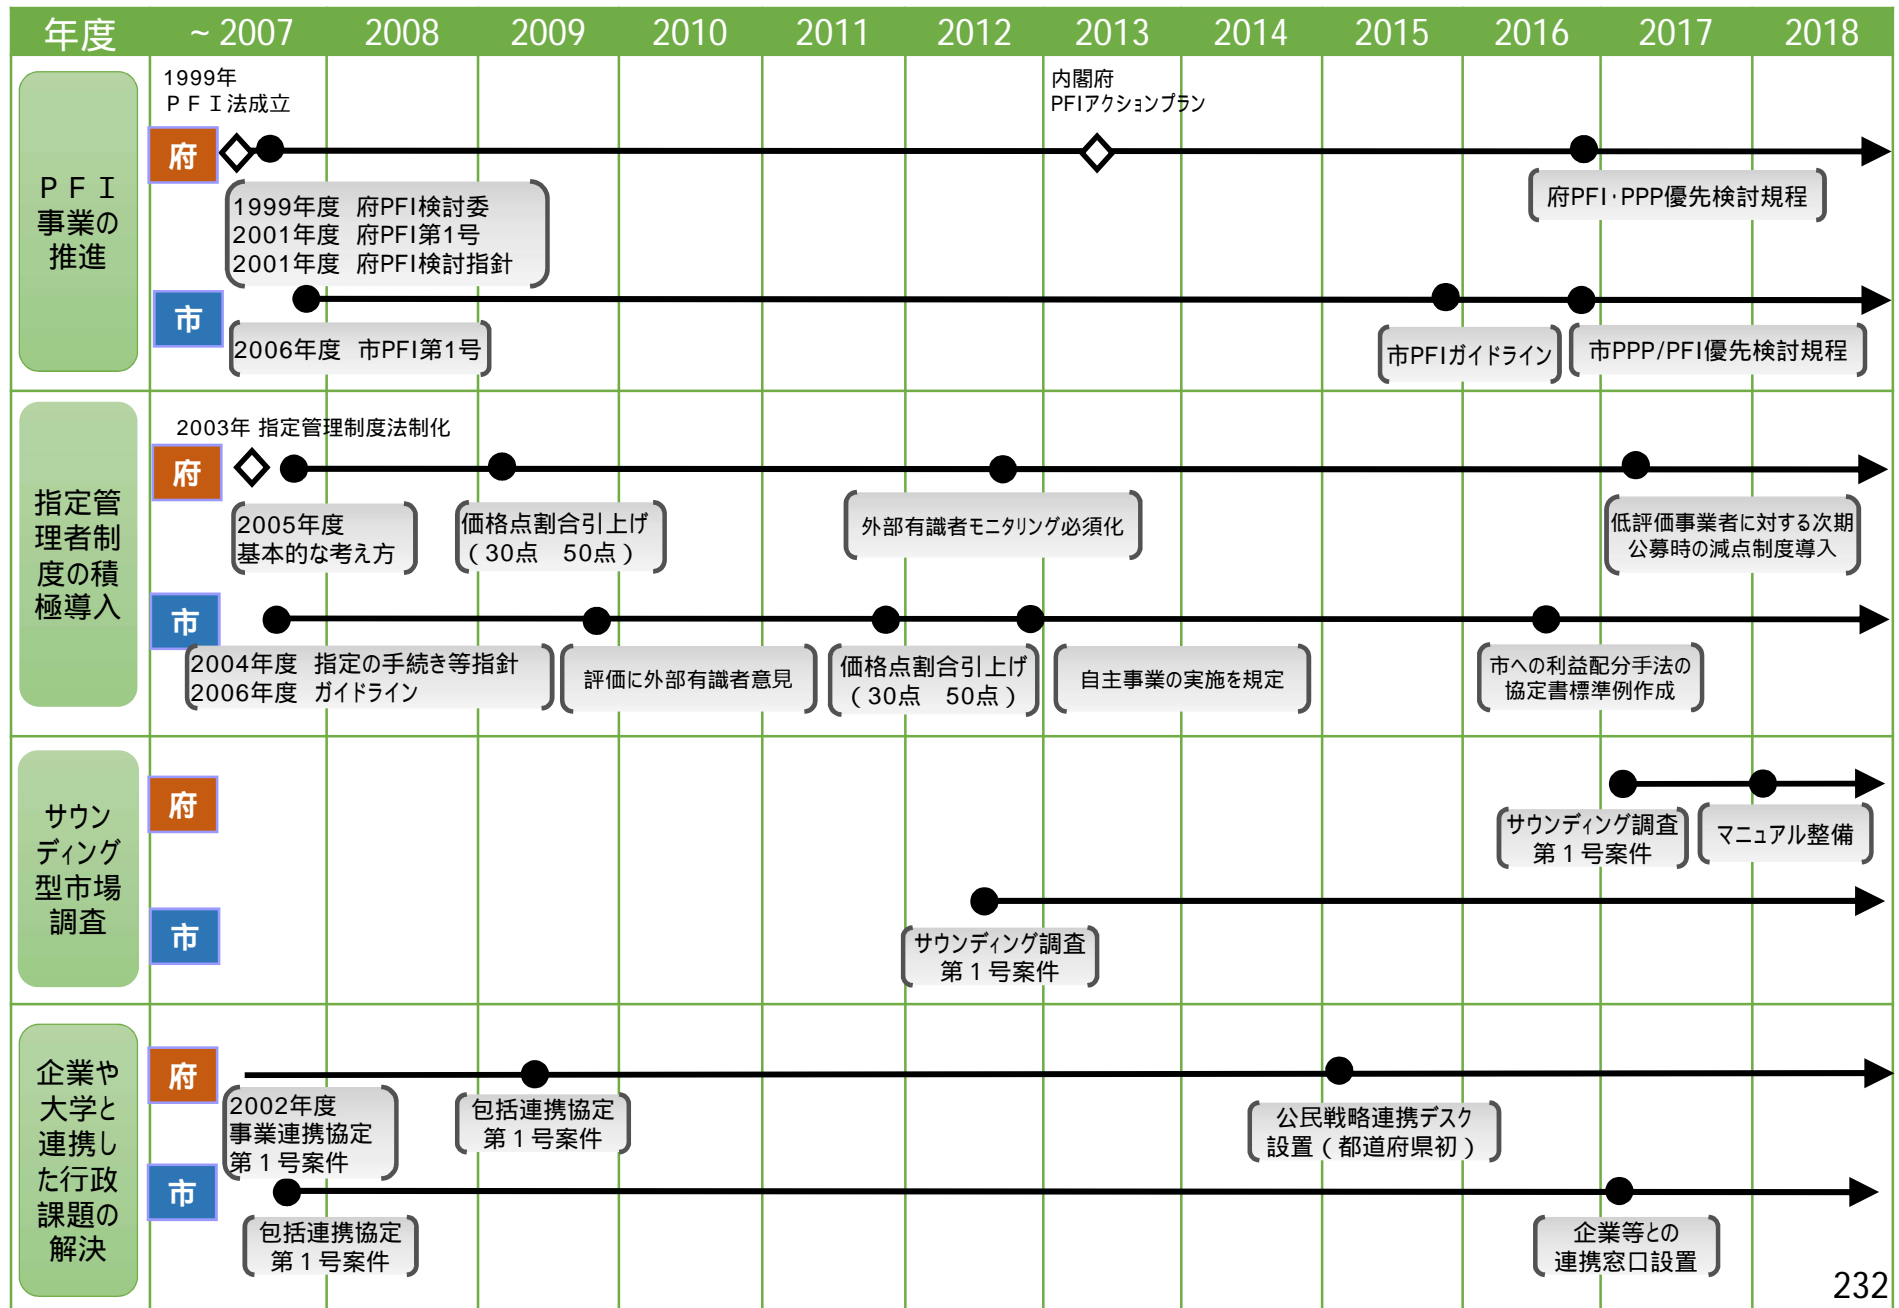 年度 ～2007 2008 2009 2010 2011 2012 2013 2014 2015 2016 2017 2018
ＰＦＩ
事業の
推進
1999年
ＰＦＩ法成立
内閣府
PFIアクションプラン
府
1999年度 府PFI検討委
2001年度 府PFI第1号
2001年度 府PFI検討指針
府PFI・PPP優先検討規程
市
2006年度 市PFI第1号
市PFIガイドライン
市PPP/PFI優先検討規程
指定管
理者制
度の積
極導入
2003年 指定管理制度法制化
府
2005年度
基本的な考え方
価格点割合引上げ
（30点 50点）
外部有識者モニタリング必須化
低評価事業者に対する次期
公募時の減点制度導入
市
2004年度 指定の手続き等指針
2006年度 ガイドライン
評価に外部有識者意見
価格点割合引上げ
（30点 50点）
自主事業の実施を規定
市への利益配分手法の
協定書標準例作成
サウン
ディング
型市場
調査
府
サウンディング調査
第１号案件
マニュアル整備
市
サウンディング調査
第１号案件
企業や
大学と
連携し
た行政
課題の
解決
府
2002年度
事業連携協定
第１号案件
包括連携協定
第１号案件
公民戦略連携デスク
設置（都道府県初）
市
包括連携協定
第１号案件
企業等との
連携窓口設置
232